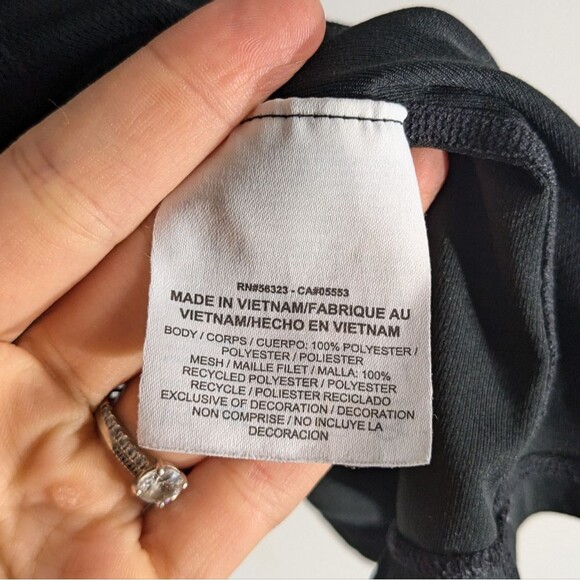 RN#56323 - CA#05553
MADE IN VIETNAM/FABRIQUE AU
VIETNAM/HECHO EN VIETNAM
BODY / CORPS / CUERPO: 100% POLYESTER /
POLYESTER / POLIESTER
MESH / MAILLE FILET / MALLA: 100%
RECYCLED POLYESTER / POLYESTER
RECYCLE / POLIESTER RECICLADO
EXCLUSIVE OF DECORATION / DECORATION
NON COMPRISE / NO INCLUYE LA
DECORACION